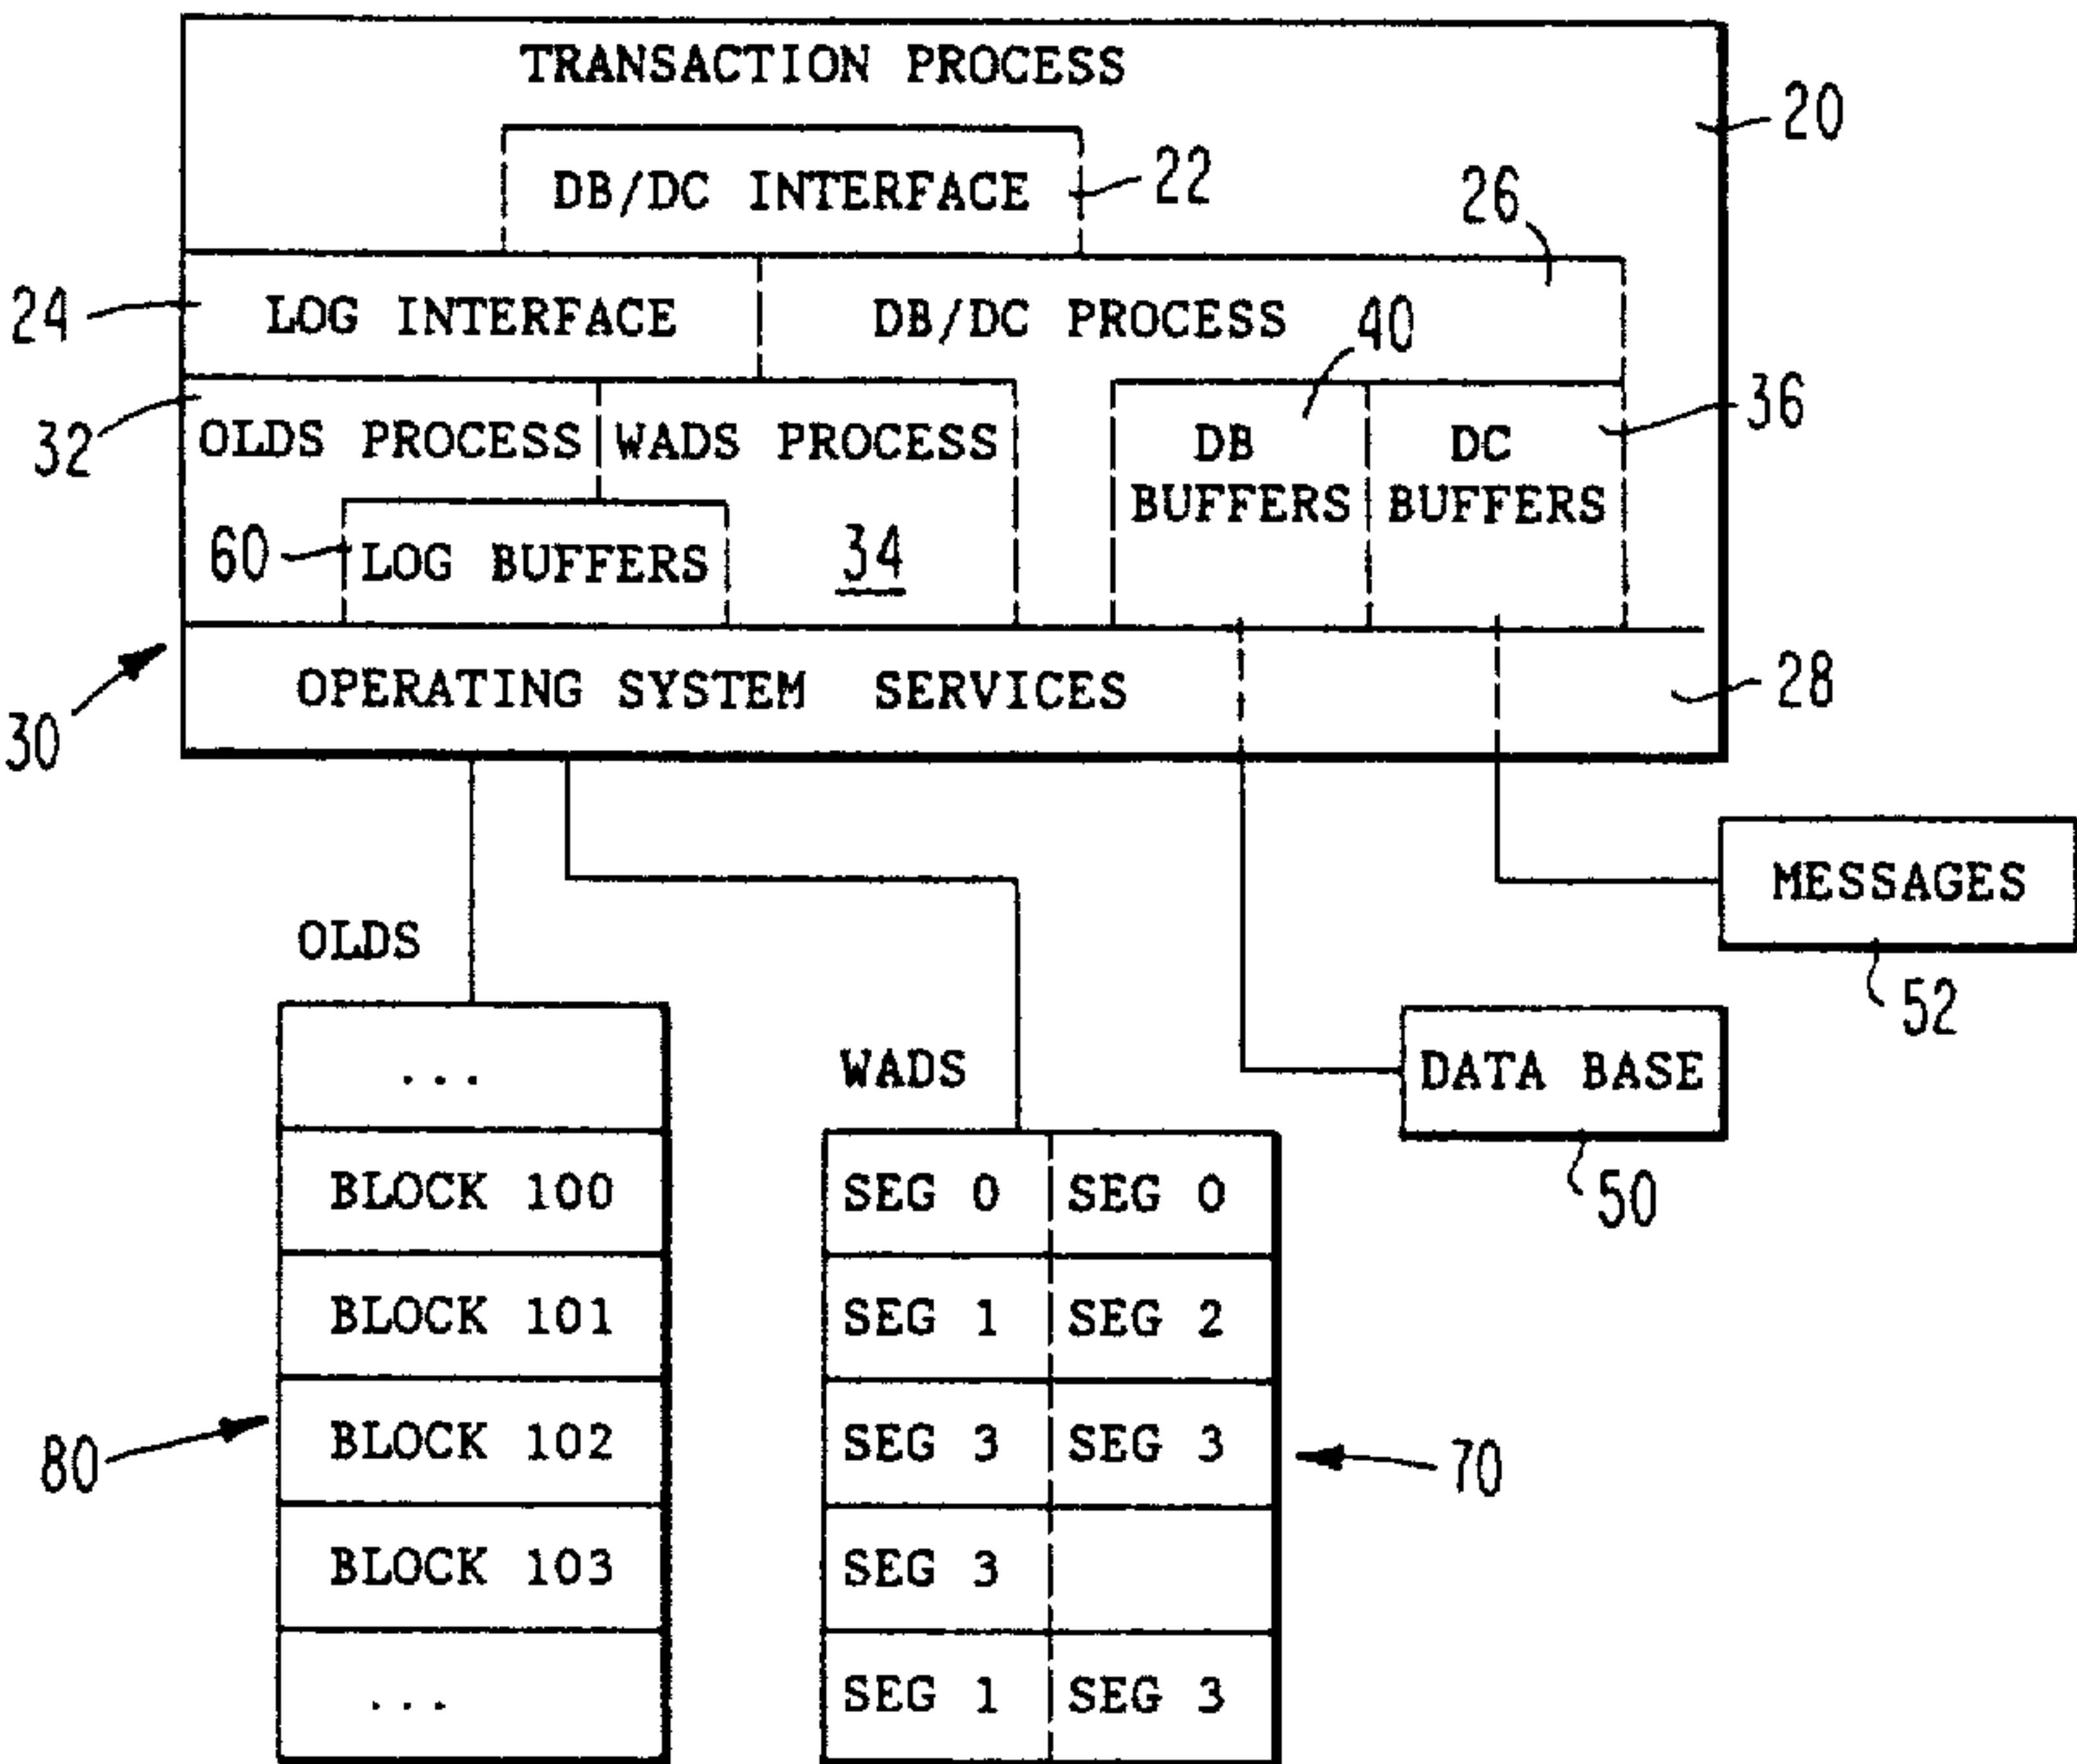 TRANSACTION PROCESS
20
DB/DC INTERFACE
22
26
24
LOG INTERFACE
DB/DC PROCESS
40
32
OLDS PROCESS
WADS PROCESS
DB
BUFFERS
DC
BUFFERS
36
60
LOG BUFFERS
34
30
OPERATING SYSTEM SERVICES
28
MESSAGES
52
OLDS
WADS
DATA BASE
50
...
BLOCK 100
BLOCK 101
BLOCK 102
BLOCK 103
...
80
SEG 0 SEG 0
SEG 1 SEG 2
SEG 3 SEG 3
SEG 3
SEG 1 SEG 3
70